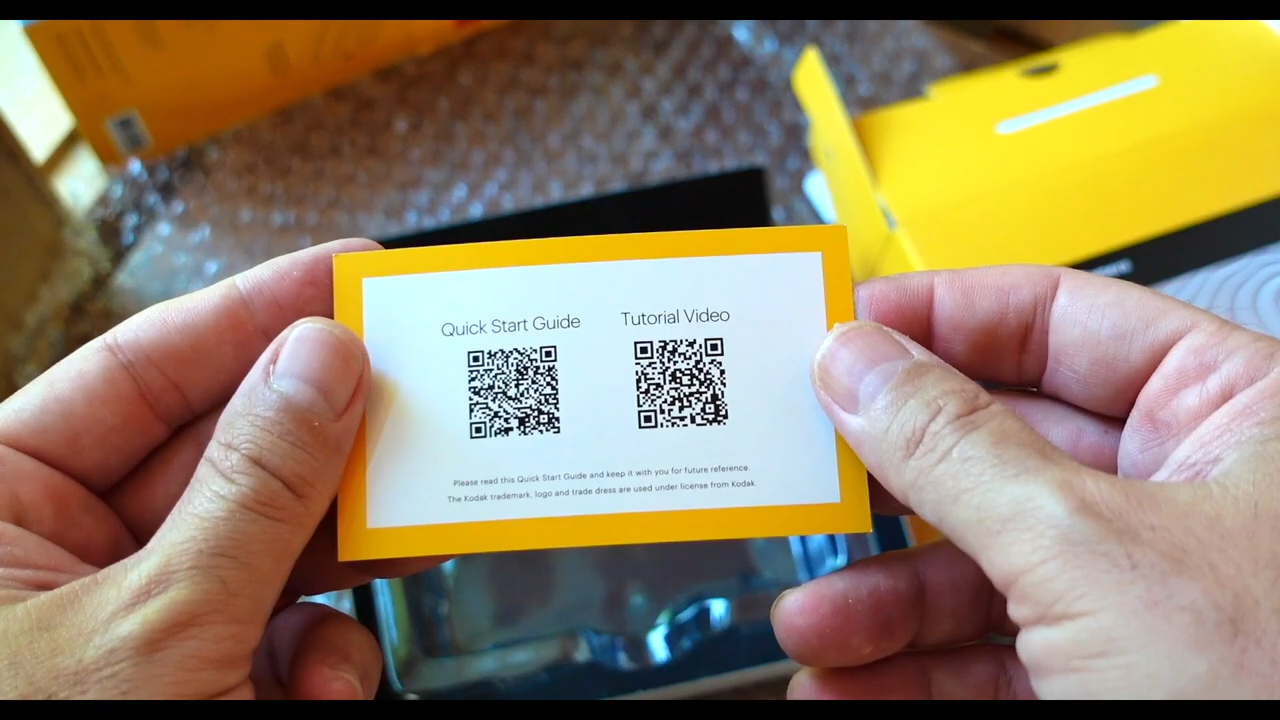 Quick Start Guide
Tutorial Video
Please read this Quick Start Guide and keep it with you for future reference.
The Kodak trademark, logo and trade dress are used under license from Kodak.